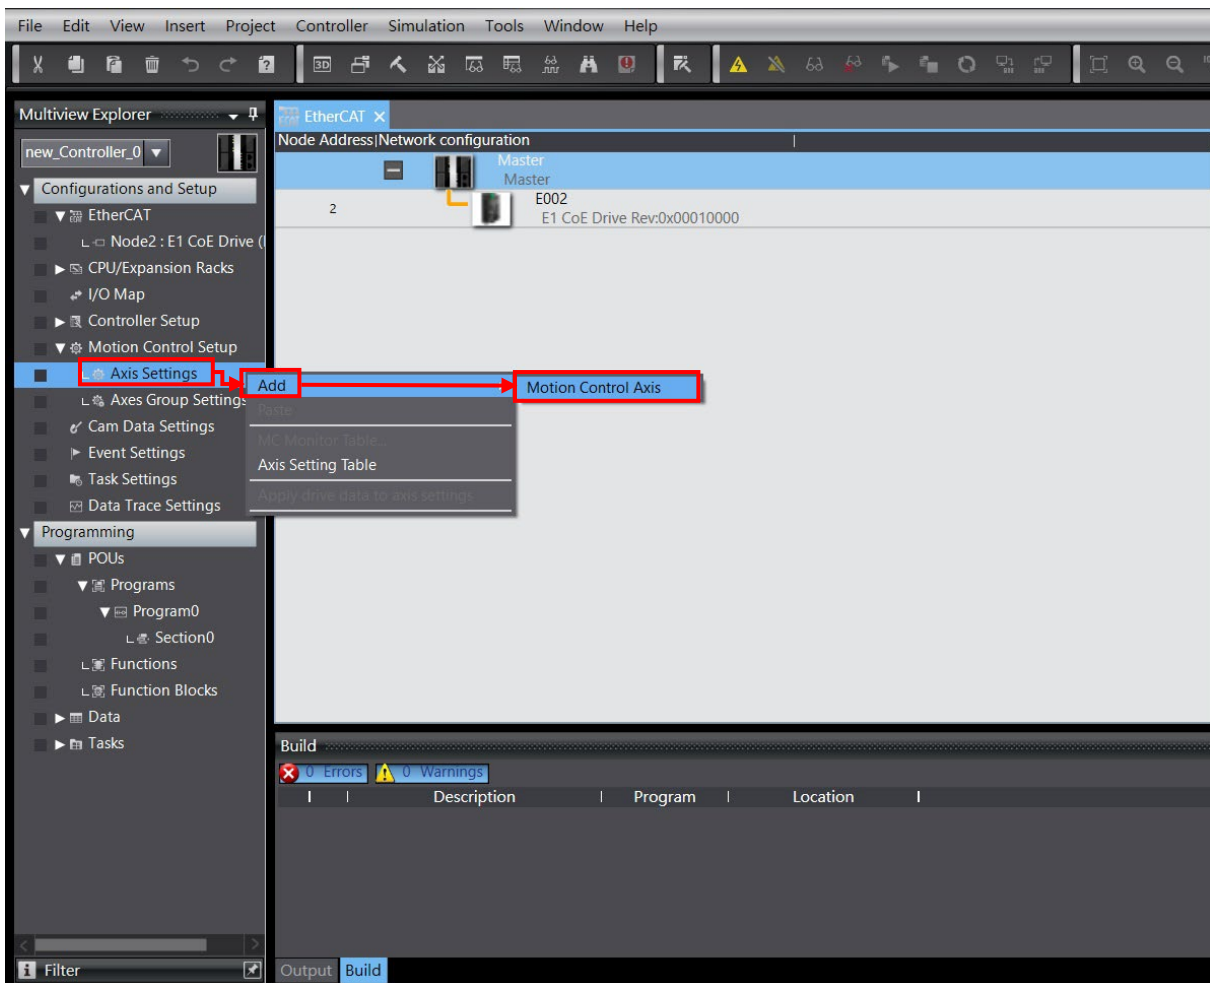 File Edit View Insert Project Controller Simulation Tools Window Help
3D
Multiview Explorer
new_Controller_0
Configurations and Setup
EtherCAT
Node2 : E1 CoE Drive (
CPU/Expansion Racks
I/O Map
Controller Setup
Motion Control Setup
Axis Settings
Axes Group Settings
Cam Data Settings
Event Settings
Task Settings
Data Trace Settings
Programming
POUs
Programs
Program0
Section0
Functions
Function Blocks
Data
Tasks
Filter
EtherCAT
Node Address|Network configuration
Master
Master
2
E002
E1 CoE Drive Rev:0x00010000
Add
Motion Control Axis
Paste
MC Monitor Table...
Axis Setting Table
Apply drive data to axis settings
Build
0 Errors 0 Warnings
Description | Program | Location |
Output Build